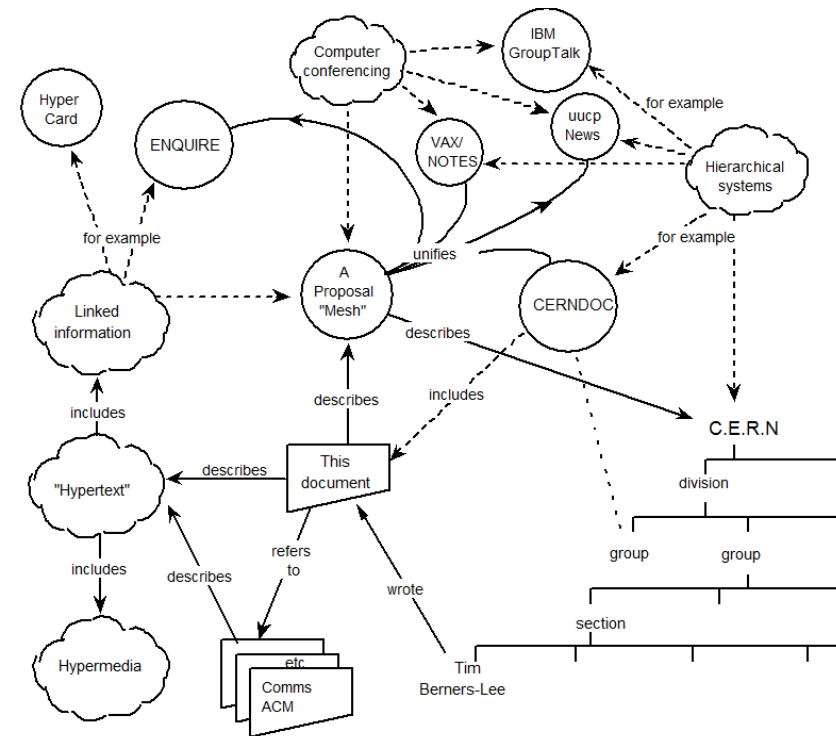 IBM
GroupTalk
Computer
conferencing
Hyper
Card
for example
uucp
News
ENQUIRE
VAX/
NOTES
Hierarchical
systems
for example
for example
unifies
A
Proposal
"Mesh"
CERNDOC
Linked
information
describes
includes
describes
includes
C.E.R.N
This
document
describes
"Hypertext"
division
refers
to
group
group
includes
describes
wrote
section
etc
Hypermedia
Comms
ACM
Tim
Berners-Lee